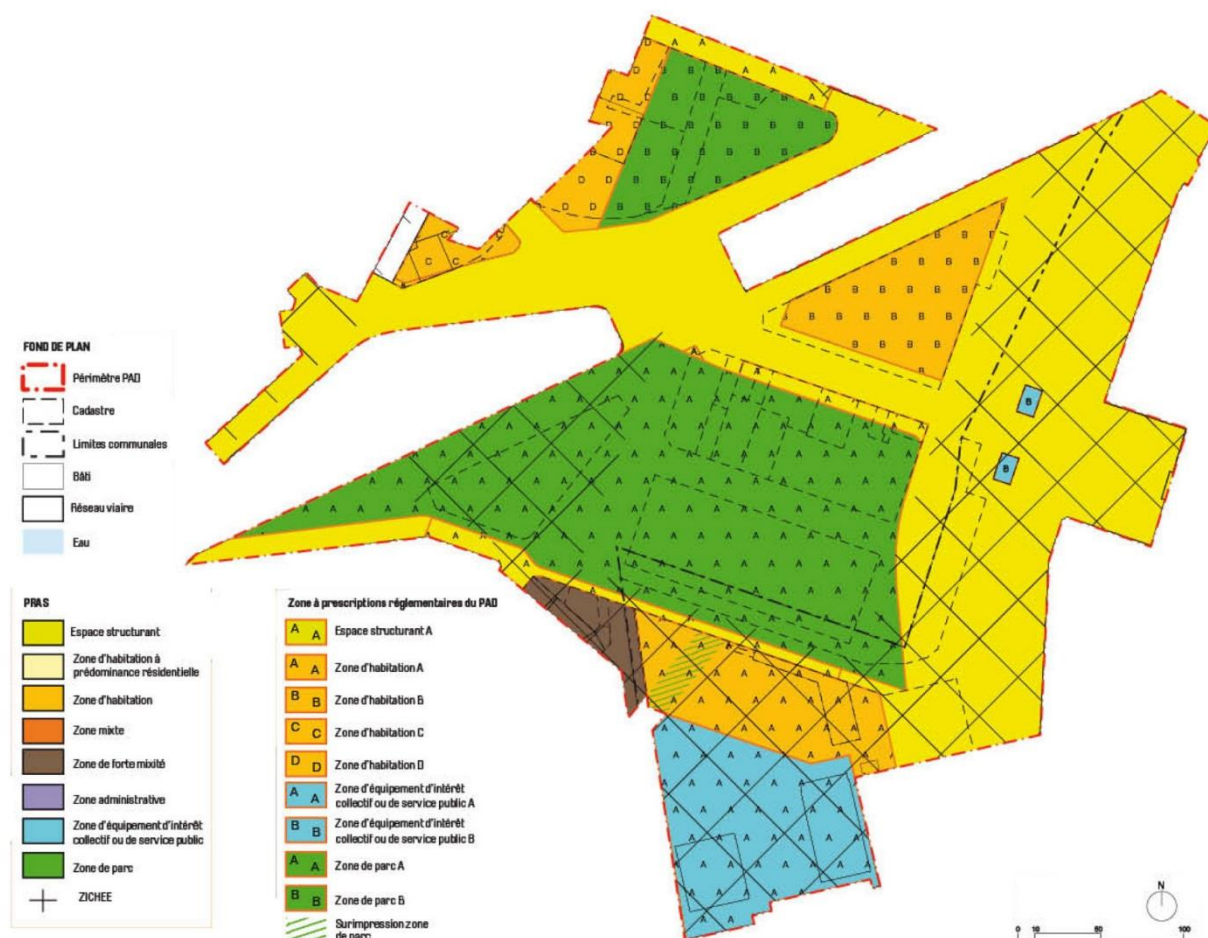 FOND DE PLAN
Périmètre PAD
Cadastre
Limites communales
Bâti
Réseau viaire
Eau
PRAS
Espace structurant
Zone d'habitation à
prédominance résidentielle
Zone d'habitation
Zone mixte
Zone de forte mixité
Zone administrative
Zone d'équipement d'intérêt
collectif ou de service public
Zone de parc
ZICHEE
Zone à prescriptions réglementaires du PAD
A A Espace structurant A
A A Zone d'habitation A
B B Zone d'habitation B
C C Zone d'habitation C
D D Zone d'habitation D
A A Zone d'équipement d'intérêt
collectif ou de service public A
B B Zone d'équipement d'intérêt
collectif ou de service public B
A A Zone de parc A
B B Zone de parc B
Surimpression zone
de parc
N
0 10 50 100